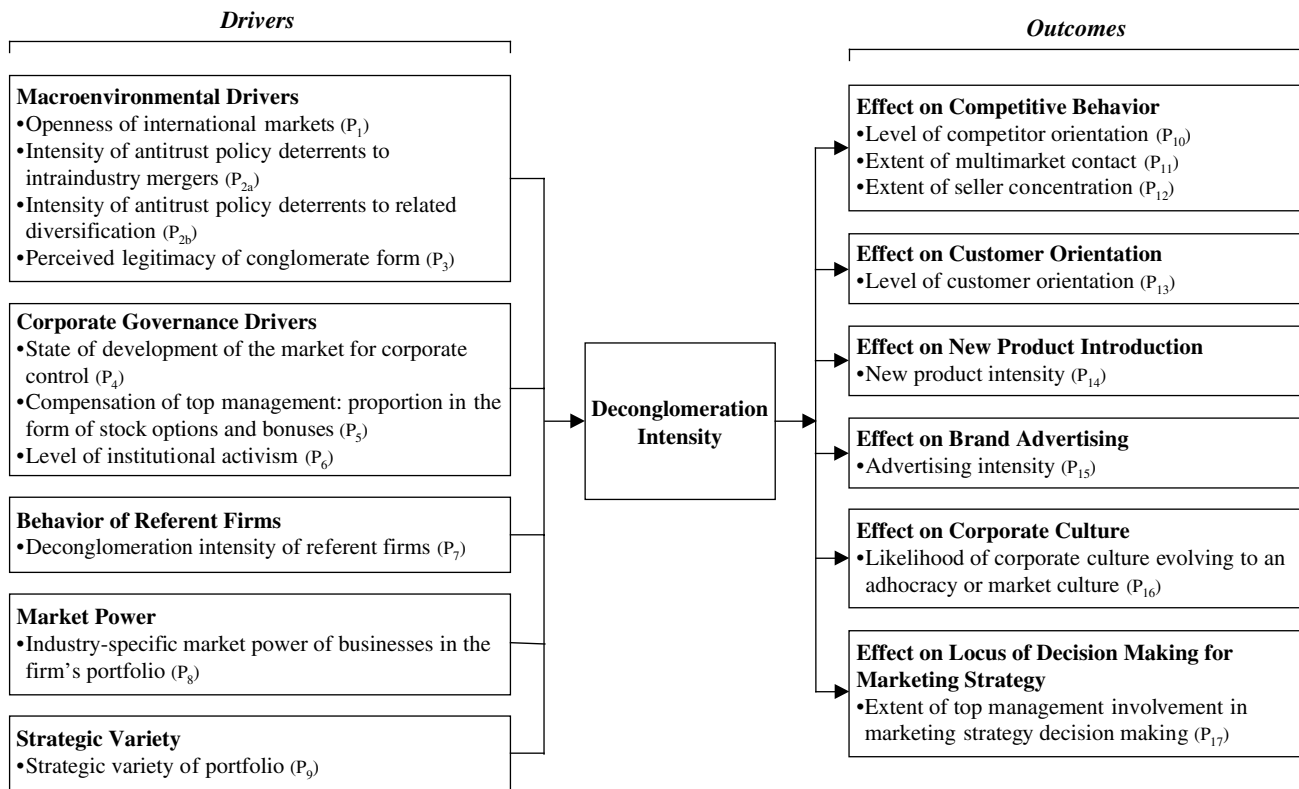 Drivers
Macroenvironmental Drivers
•Openness of international markets (P1)
•Intensity of antitrust policy deterrents to
intraindustry mergers (P2a)
•Intensity of antitrust policy deterrents to related
diversification (P2b)
•Perceived legitimacy of conglomerate form (P3)
Corporate Governance Drivers
•State of development of the market for corporate
control (P4)
•Compensation of top management: proportion in the
form of stock options and bonuses (P5)
•Level of institutional activism (P6)
Behavior of Referent Firms
•Deconglomeration intensity of referent firms (P7)
Market Power
•Industry-specific market power of businesses in the
firm’s portfolio (P8)
Strategic Variety
•Strategic variety of portfolio (P9)
Deconglomeration
Intensity
Outcomes
Effect on Competitive Behavior
•Level of competitor orientation (P10)
•Extent of multimarket contact (P11)
•Extent of seller concentration (P12)
Effect on Customer Orientation
•Level of customer orientation (P13)
Effect on New Product Introduction
•New product intensity (P14)
Effect on Brand Advertising
•Advertising intensity (P15)
Effect on Corporate Culture
•Likelihood of corporate culture evolving to an
adhocracy or market culture (P16)
Effect on Locus of Decision Making for
Marketing Strategy
•Extent of top management involvement in
marketing strategy decision making (P17)